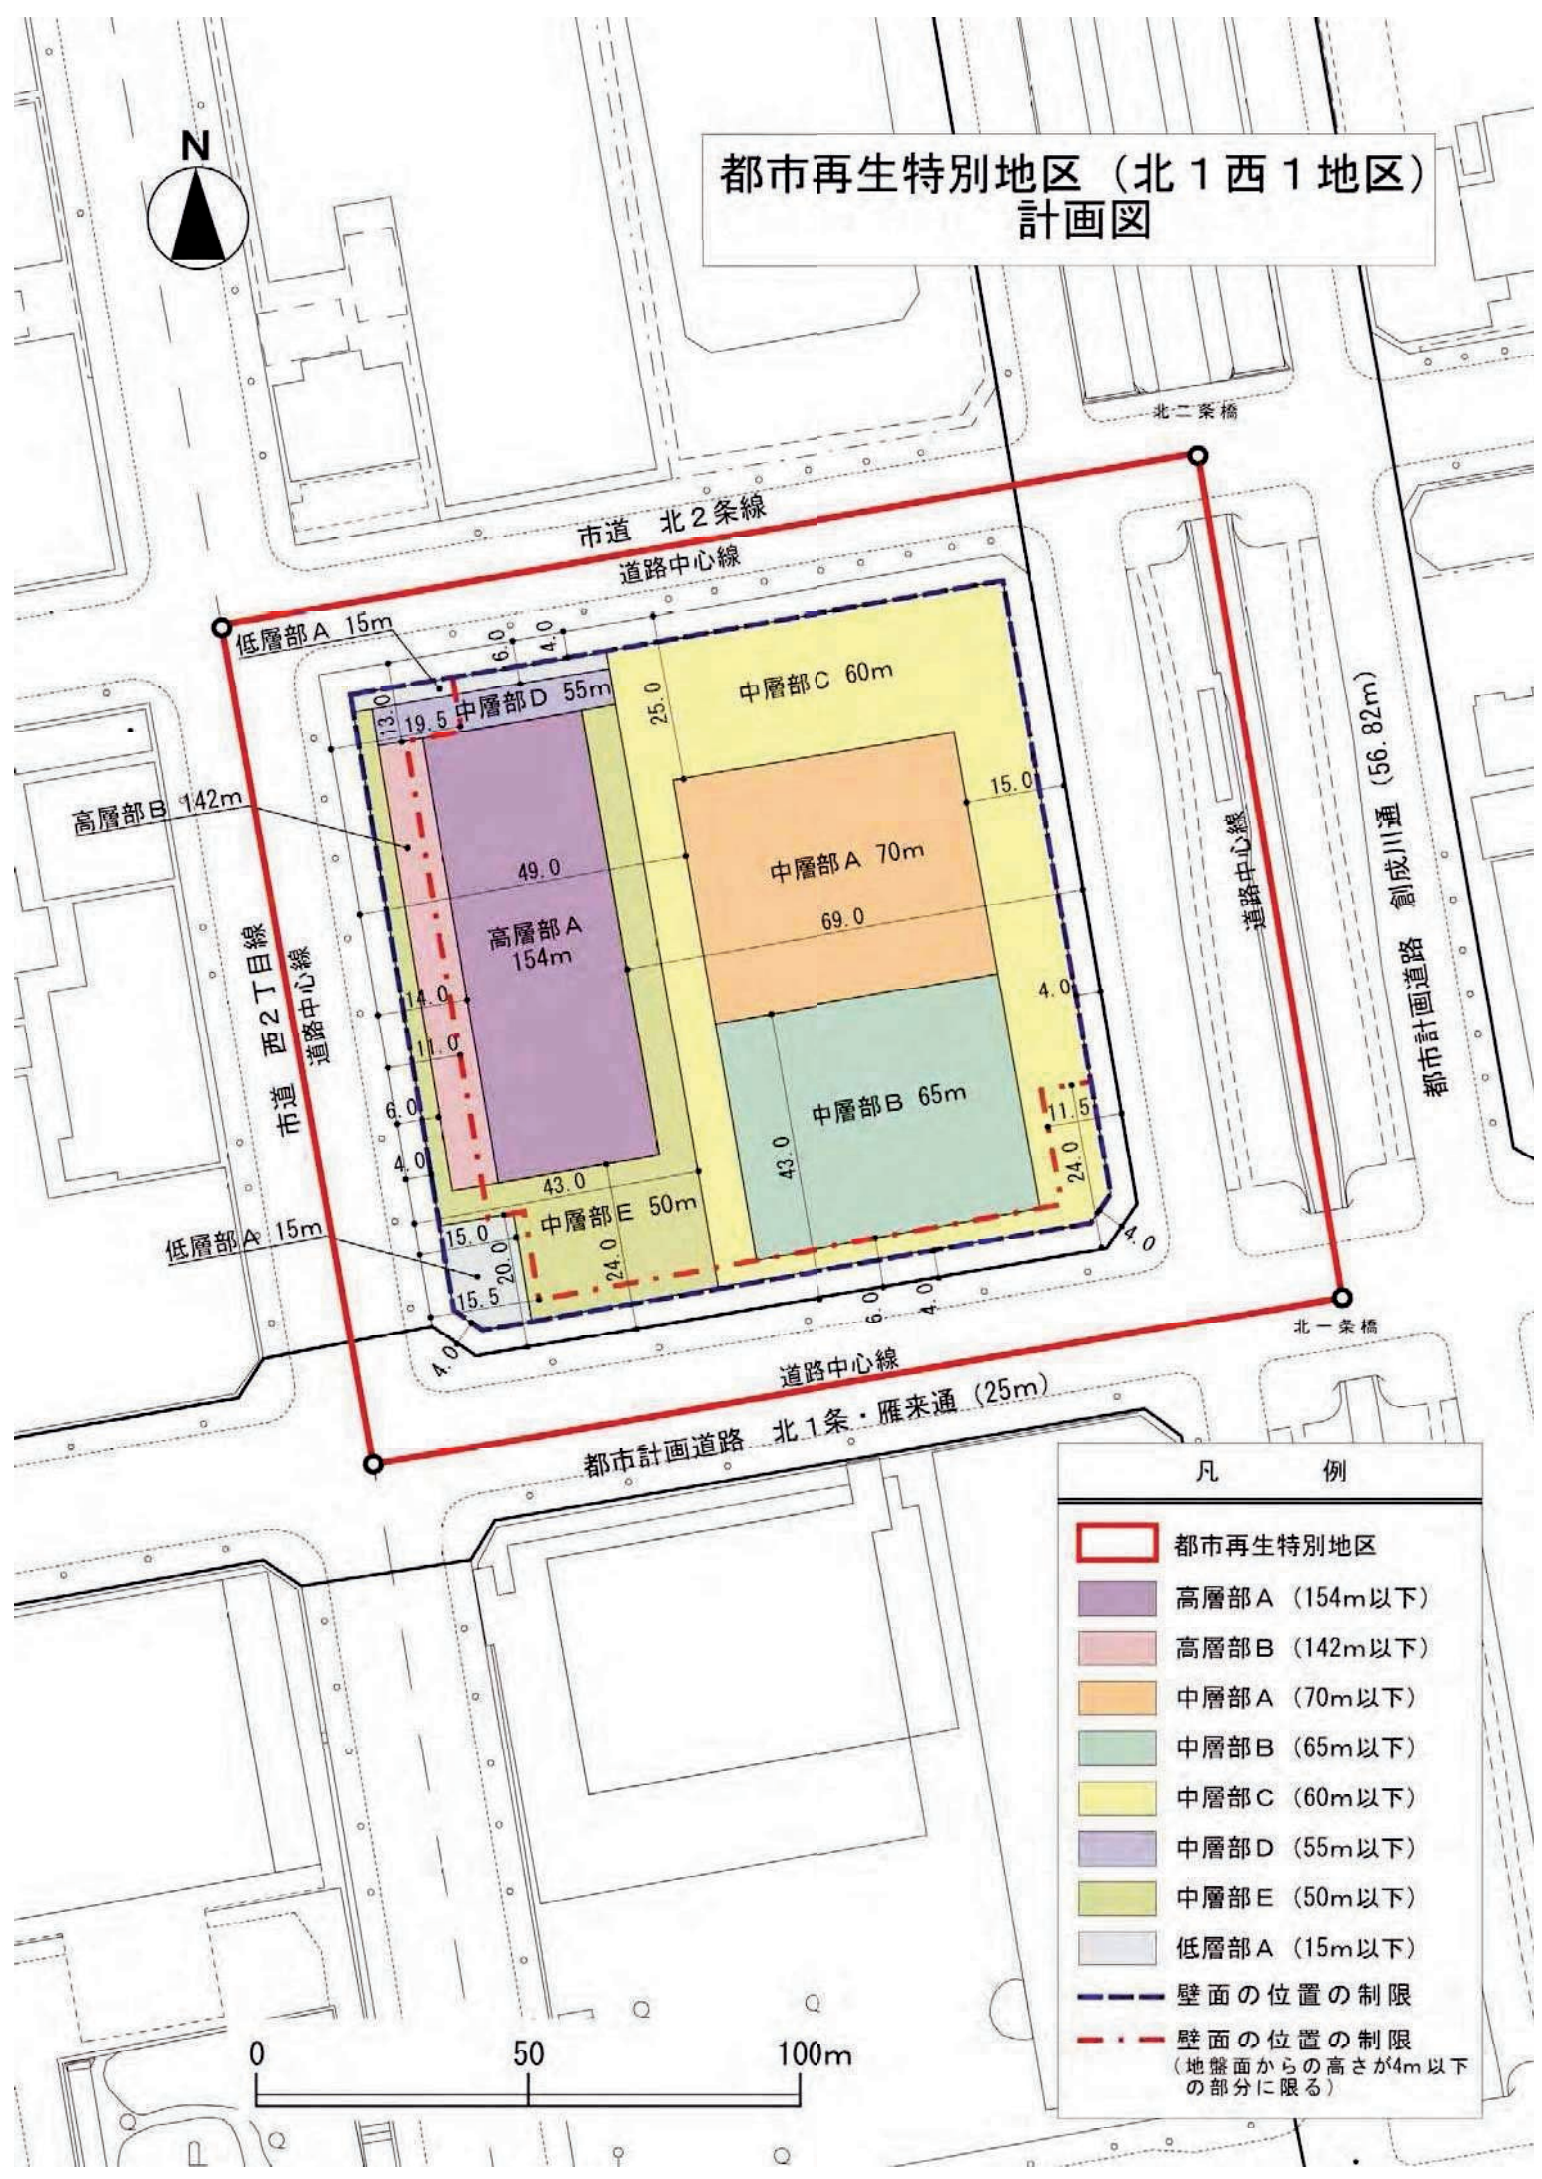 N
都市再生特別地区（北１西１地区）
計画図
北二条橋
市道　北２条線
道路中心線
低層部Ａ 15m
6.0
4.0
中層部Ｄ 55m
13.0
19.5
25.0
中層部Ｃ 60m
15.0
高層部Ｂ 142m
49.0
中層部Ａ 70m
69.0
高層部Ａ
154m
市道　西２丁目線
道路中心線
道路中心線
都市計画道路　創成川通（56.82m）
14.0
11.0
6.0
4.0
4.0
中層部Ｂ 65m
43.0
11.5
24.0
43.0
中層部Ｅ 50m
低層部Ａ 15m
15.0
20.0
24.0
15.5
4.0
6.0
4.0
4.0
北一条橋
道路中心線
都市計画道路　北１条・雁来通（25m）
凡　例
都市再生特別地区
高層部Ａ（154m以下）
高層部Ｂ（142m以下）
中層部Ａ（70m以下）
中層部Ｂ（65m以下）
中層部Ｃ（60m以下）
中層部Ｄ（55m以下）
中層部Ｅ（50m以下）
低層部Ａ（15m以下）
壁面の位置の制限
壁面の位置の制限
（地盤面からの高さが4m以下
の部分に限る）
0 50 100m